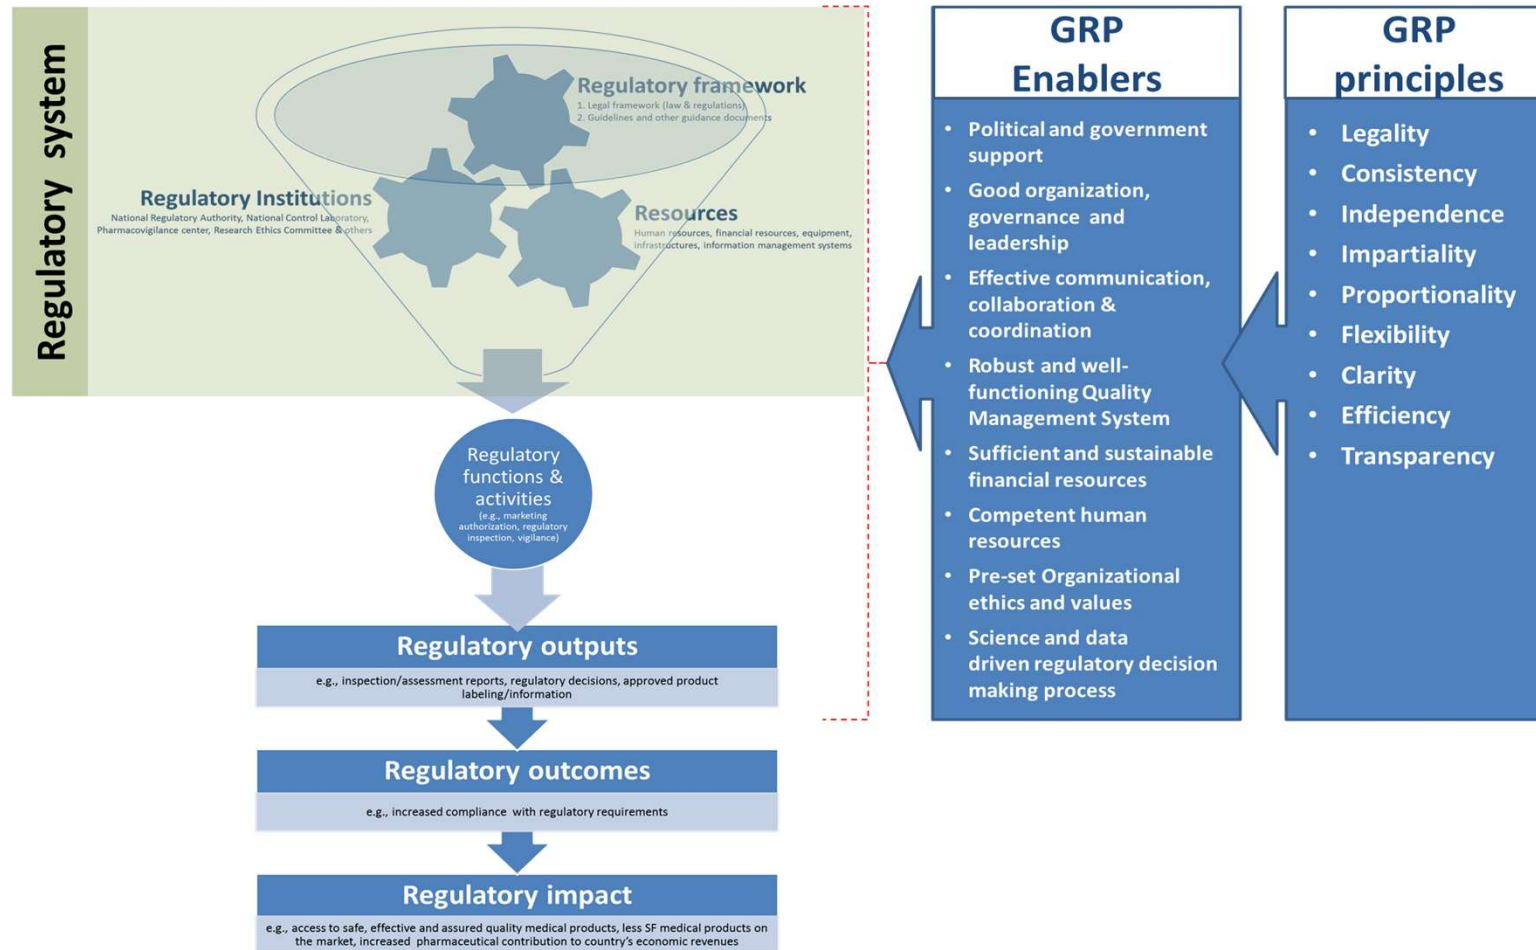 Regulatory system
Regulatory framework
1. Legal framework (law & regulations)
2. Guidelines and other guidance documents
Regulatory Institutions
National Regulatory Authority, National Control Laboratory,
Pharmacovigilance center, Research Ethics Committee & others
Resources
Human resources, financial resources, equipment,
infrastructures, information management systems
Regulatory
functions &
activities
(e.g., marketing
authorization, regulatory
inspection, vigilance)
Regulatory outputs
e.g., inspection/assessment reports, regulatory decisions, approved product
labeling/information
Regulatory outcomes
e.g., increased compliance with regulatory requirements
Regulatory impact
e.g., access to safe, effective and assured quality medical products, less SF medical products on
the market, increased pharmaceutical contribution to country's economic revenues
GRP
Enablers
• Political and government
support
• Good organization,
governance and
leadership
• Effective communication,
collaboration &
coordination
• Robust and well-
functioning Quality
Management System
• Sufficient and sustainable
financial resources
• Competent human
resources
• Pre-set Organizational
ethics and values
• Science and data
driven regulatory decision
making process
GRP
principles
• Legality
• Consistency
• Independence
• Impartiality
• Proportionality
• Flexibility
• Clarity
• Efficiency
• Transparency